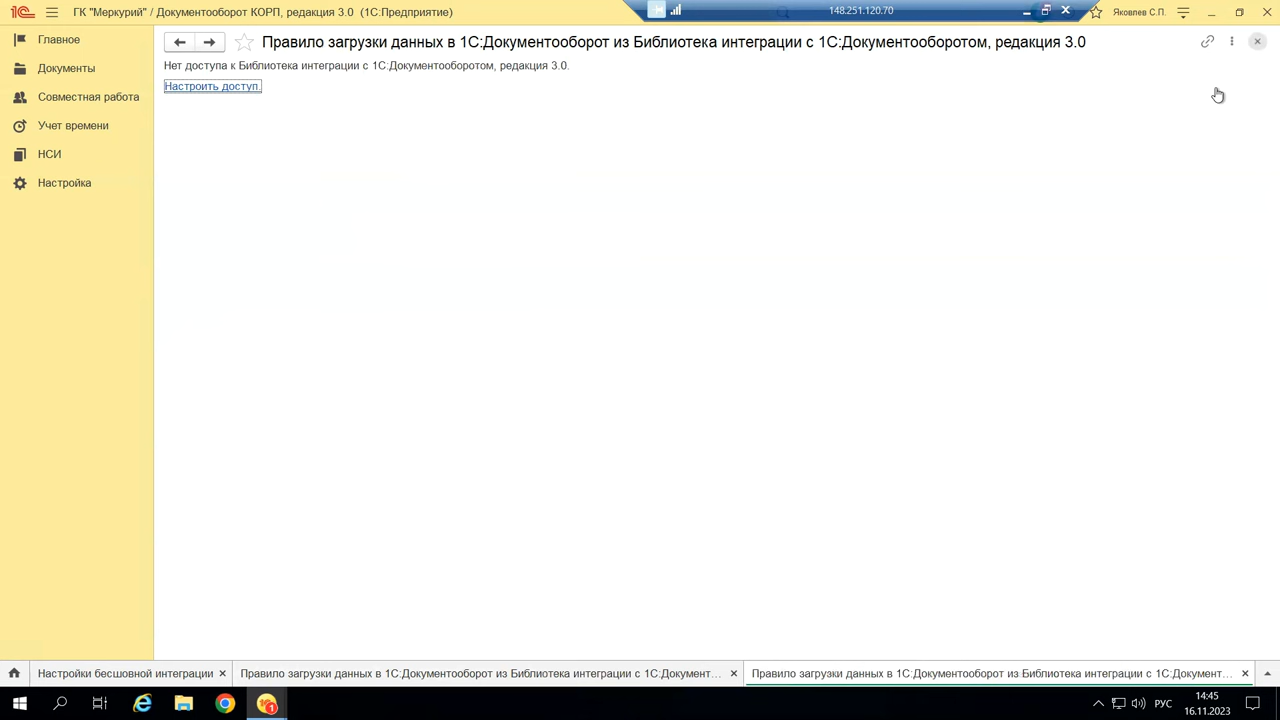 ГК "Меркурий" / Документооборот КОРП, редакция 3.0 (1С:Предприятие)
148.251.120.70
Яковлев С.П.
Главное
Документы
Совместная работа
Учет времени
НСИ
Настройка
Правило загрузки данных в 1С:Документооборот из Библиотека интеграции с 1С:Документооборотом, редакция 3.0
Нет доступа к Библиотека интеграции с 1С:Документооборотом, редакция 3.0.
Настроить доступ.
Настройки бесшовной интеграции
Правило загрузки данных в 1С:Документооборот из Библиотека интеграции с 1С:Документ...
Правило загрузки данных в 1С:Документооборот из Библиотека интеграции с 1С:Документ...
1
РУС
14:45
16.11.2023